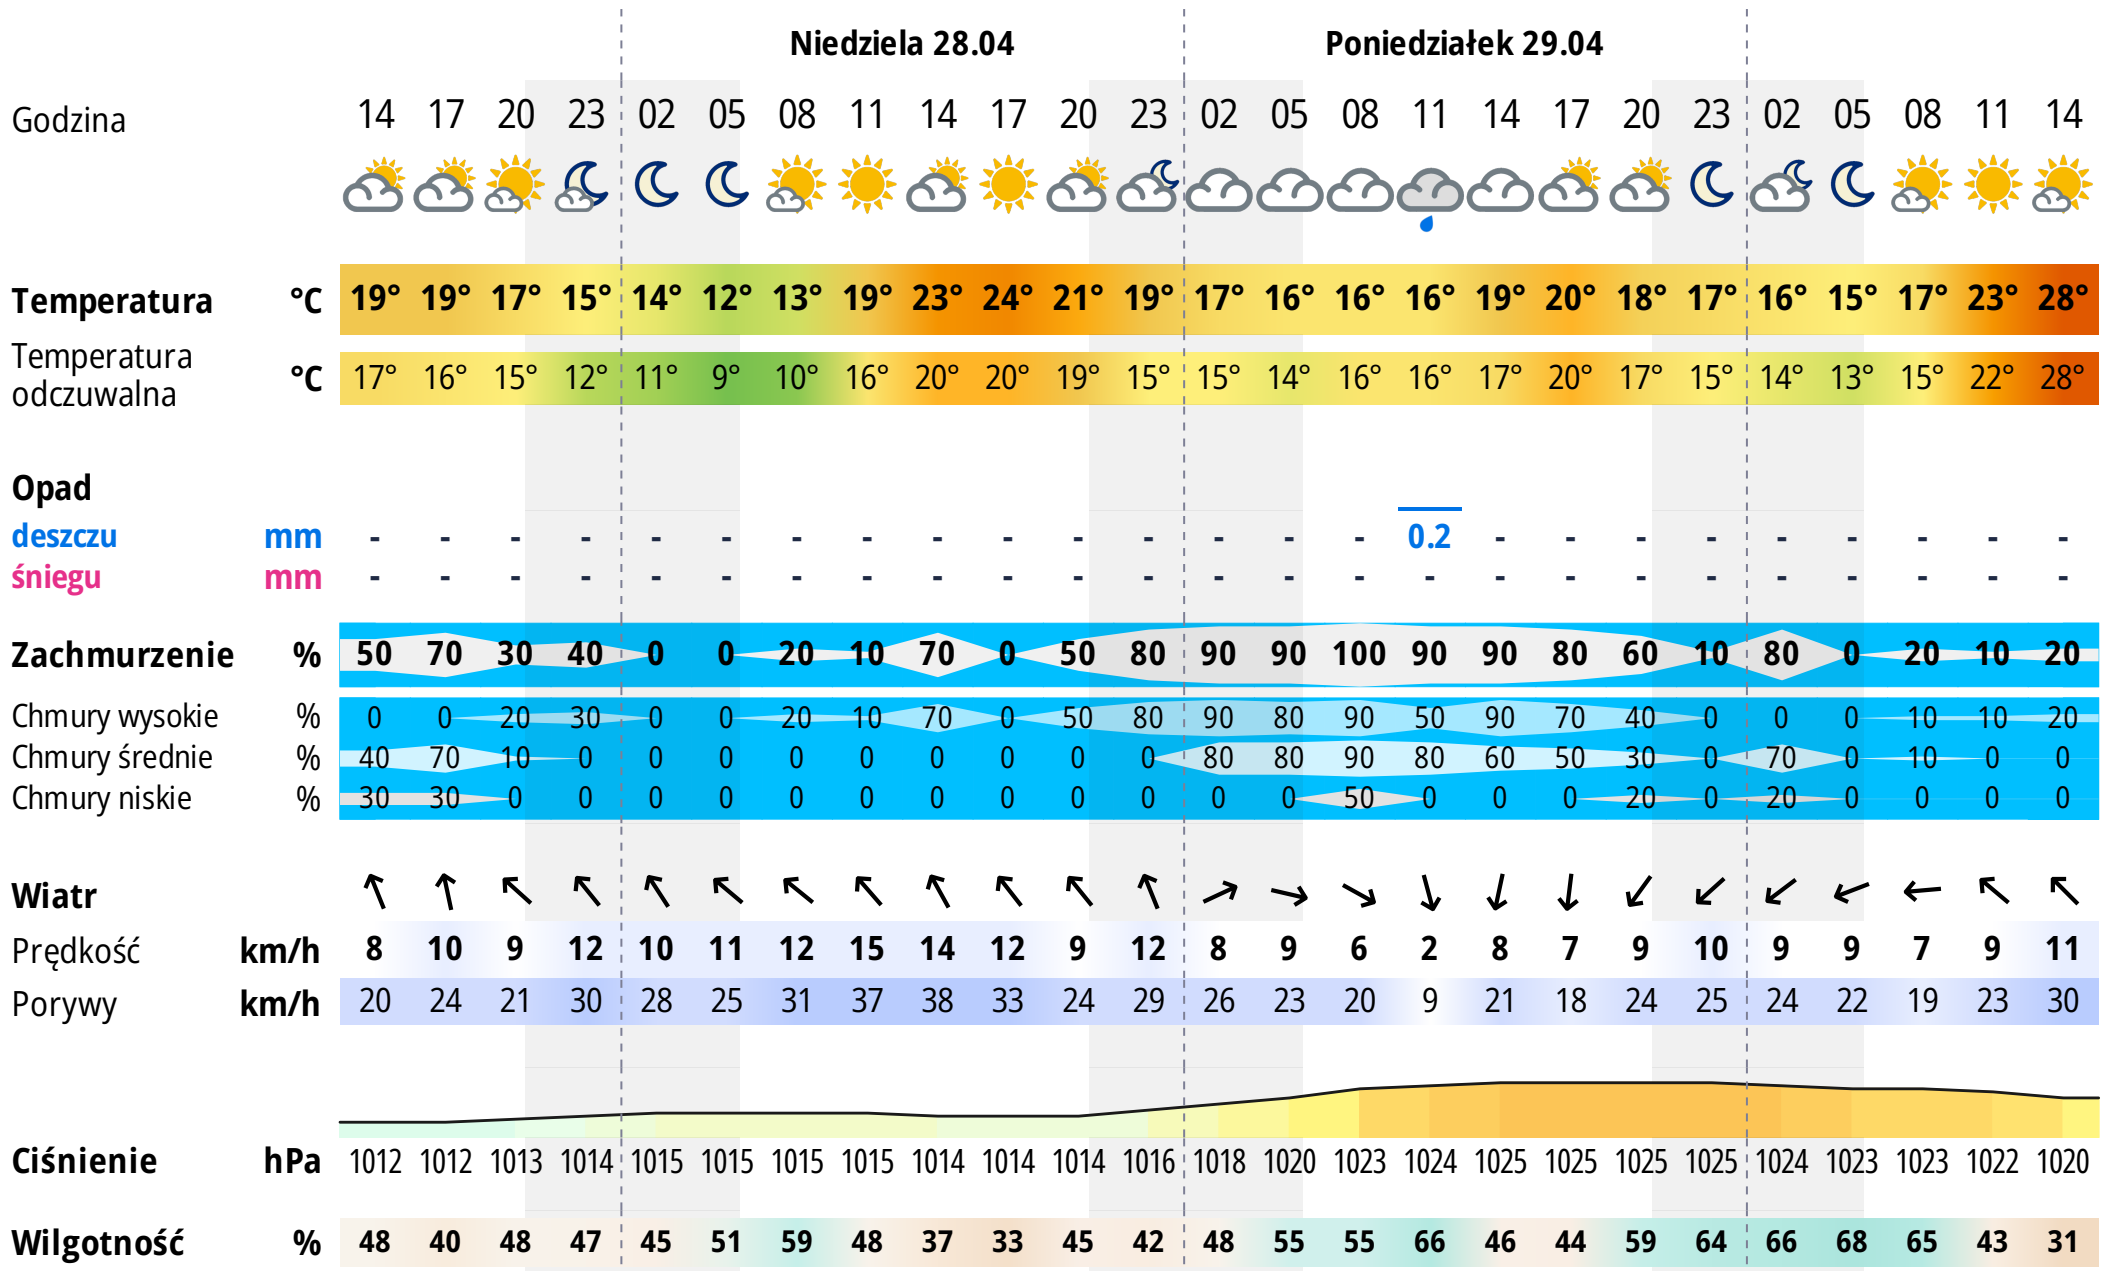 Niedziela 28.04 Poniedziałek 29.04
Godzina 14 17 20 23 02 05 08 11 14 17 20 23 02 05 08 11 14 17 20 23 02 05 08 11 14
Temperatura °C 19° 19° 17° 15° 14° 12° 13° 19° 23° 24° 21° 19° 17° 16° 16° 16° 19° 20° 18° 17° 16° 15° 17° 23° 28°
Temperatura
odczuwalna °C 17° 16° 15° 12° 11° 9° 10° 16° 20° 20° 19° 15° 15° 14° 16° 16° 17° 20° 17° 15° 14° 13° 15° 22° 28°
Opad
deszczu mm - - - - - - - - - - - - - - - 0.2 - - - - - - - - -
śniegu mm - - - - - - - - - - - - - - - - - - - - - - - - -
Zachmurzenie % 50 70 30 40 0 0 20 10 70 0 50 80 90 90 100 90 90 80 60 10 80 0 20 10 20
Chmury wysokie % 0 0 20 30 0 0 20 10 70 0 50 80 90 80 90 50 90 70 40 0 0 0 10 10 20
Chmury średnie % 40 70 10 0 0 0 0 0 0 0 0 0 80 80 90 80 60 50 30 0 70 0 10 0 0
Chmury niskie % 30 30 0 0 0 0 0 0 0 0 0 0 0 0 50 0 0 0 20 0 20 0 0 0 0
Wiatr
Prędkość km/h 8 10 9 12 10 11 12 15 14 12 9 12 8 9 6 2 8 7 9 10 9 9 7 9 11
Porywy km/h 20 24 21 30 28 25 31 37 38 33 24 29 26 23 20 9 21 18 24 25 24 22 19 23 30
Ciśnienie hPa 1012 1012 1013 1014 1015 1015 1015 1015 1014 1014 1014 1016 1018 1020 1023 1024 1025 1025 1025 1025 1024 1023 1023 1022 1020
Wilgotność % 48 40 48 47 45 51 59 48 37 33 45 42 48 55 55 66 46 44 59 64 66 68 65 43 31